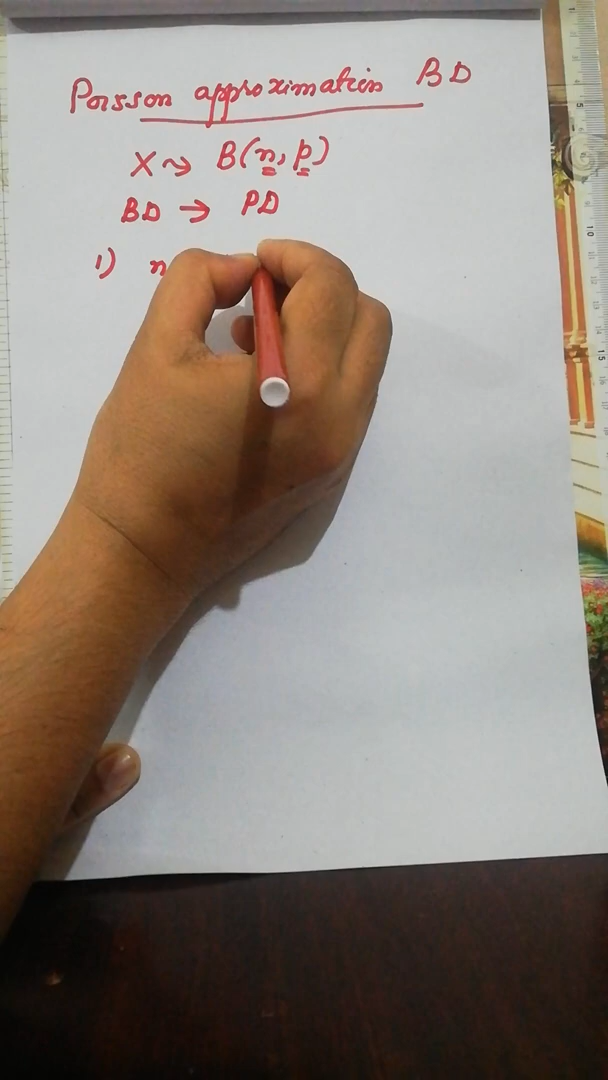 Poisson approximation BD
X ~> B(n, p)
BD → PD
1) n